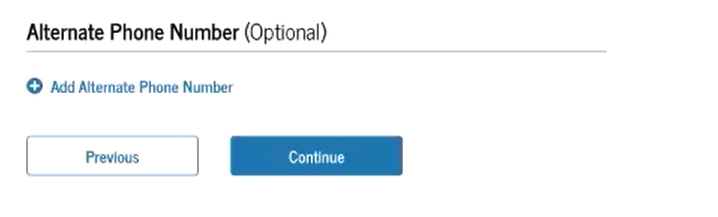 Alternate Phone Number (Optional)
Add Alternate Phone Number
Previous
Continue